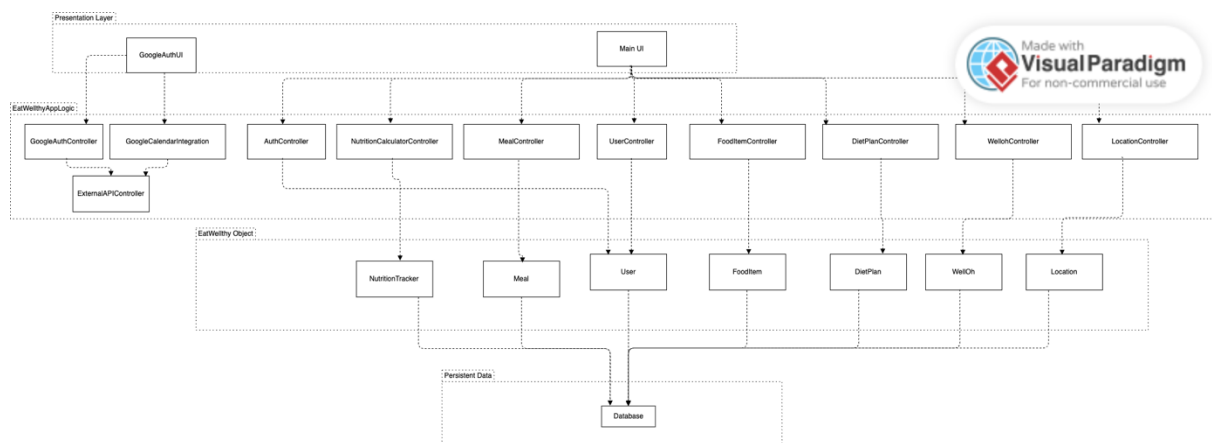 Presentation Layer
GoogleAuthUI
Main UI
Made with
Visual Paradigm
For non-commercial use
EatWellthyAppLogic
GoogleAuthController
GoogleCalendarIntegration
AuthController
NutritionCalculatorController
MealController
UserController
FoodItemController
DietPlanController
WellohController
LocationController
ExternalAPIController
EatWellthy Object
NutritionTracker
Meal
User
FoodItem
DietPlan
WellOh
Location
Persistent Data
Database